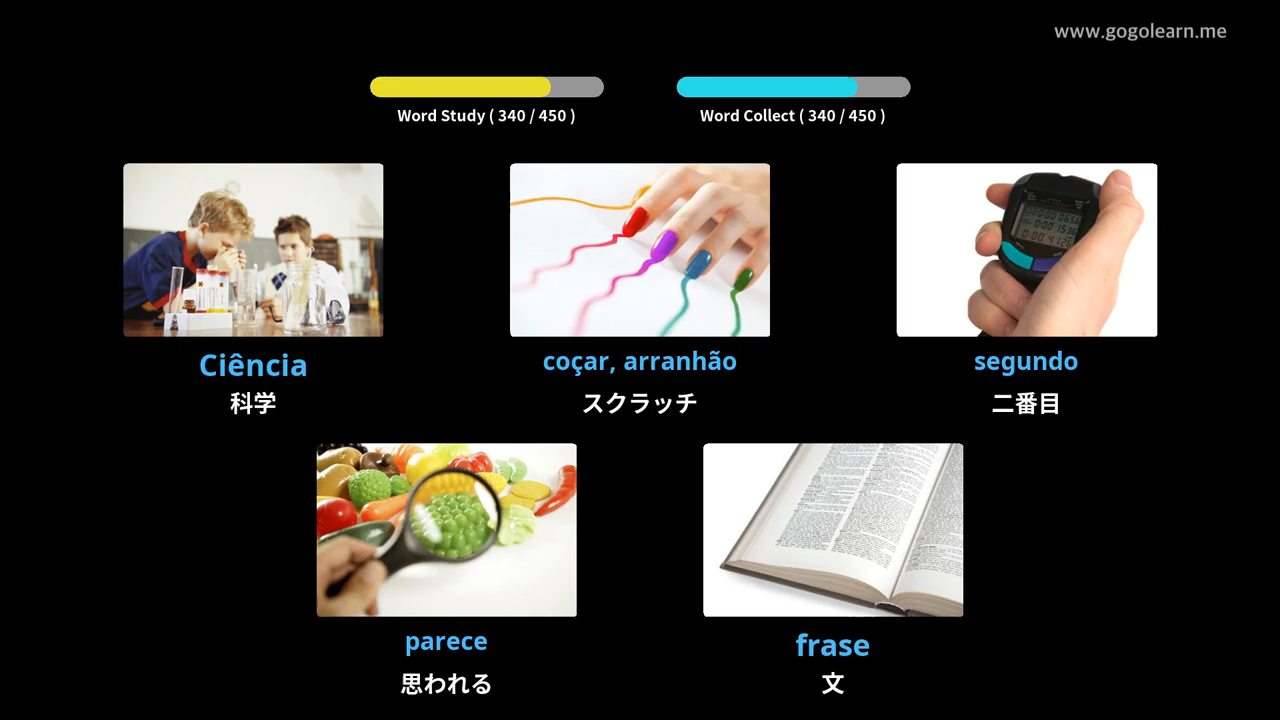 www.gogolearn.me
Word Study ( 340 / 450 )
Word Collect ( 340 / 450 )
Ciência
科学
coçar, arranhão
スクラッチ
segundo
二番目
parece
思われる
frase
文